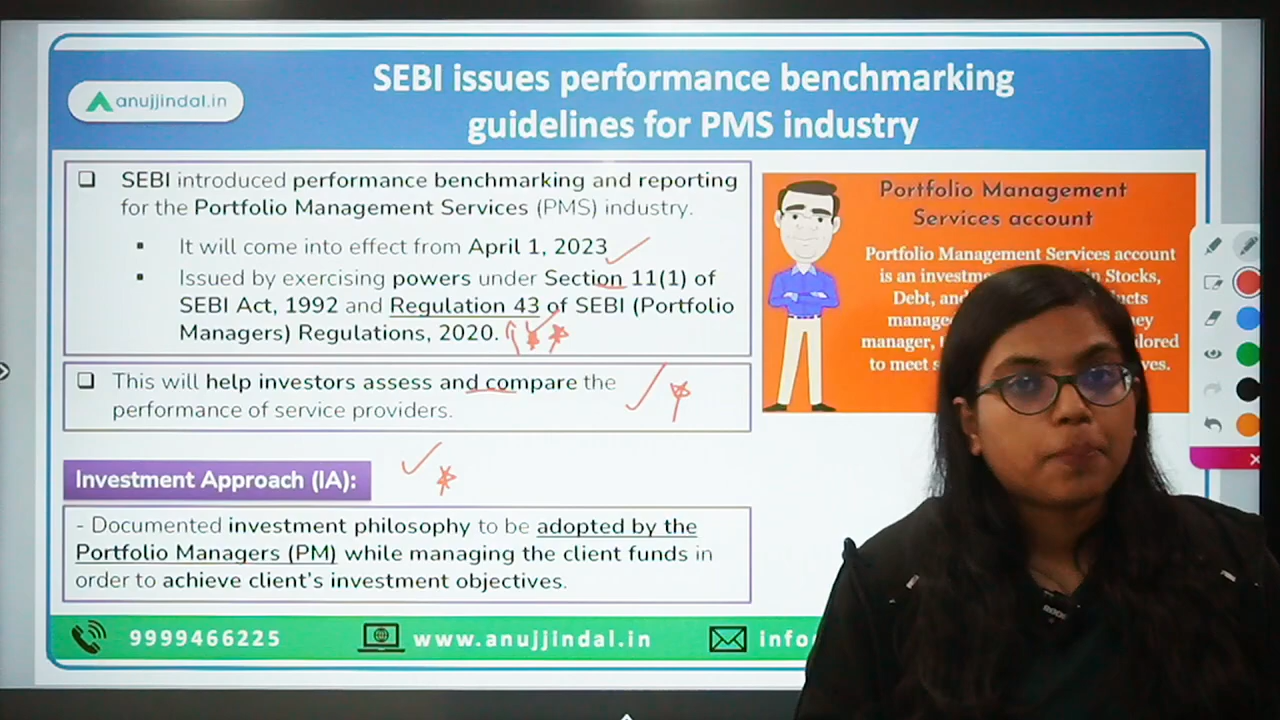 anujjindal.in
SEBI issues performance benchmarking
guidelines for PMS industry
SEBI introduced performance benchmarking and reporting
for the Portfolio Management Services (PMS) industry.
It will come into effect from April 1, 2023
Issued by exercising powers under Section 11(1) of
SEBI Act, 1992 and Regulation 43 of SEBI (Portfolio
Managers) Regulations, 2020.
This will help investors assess and compare the
performance of service providers.
Investment Approach (IA):
- Documented investment philosophy to be adopted by the
Portfolio Managers (PM) while managing the client funds in
order to achieve client's investment objectives.
Portfolio Management
Services account
Portfolio Management Services account
is an in Stocks,
Debt,
to meet
9999466225
www.anujjindal.in